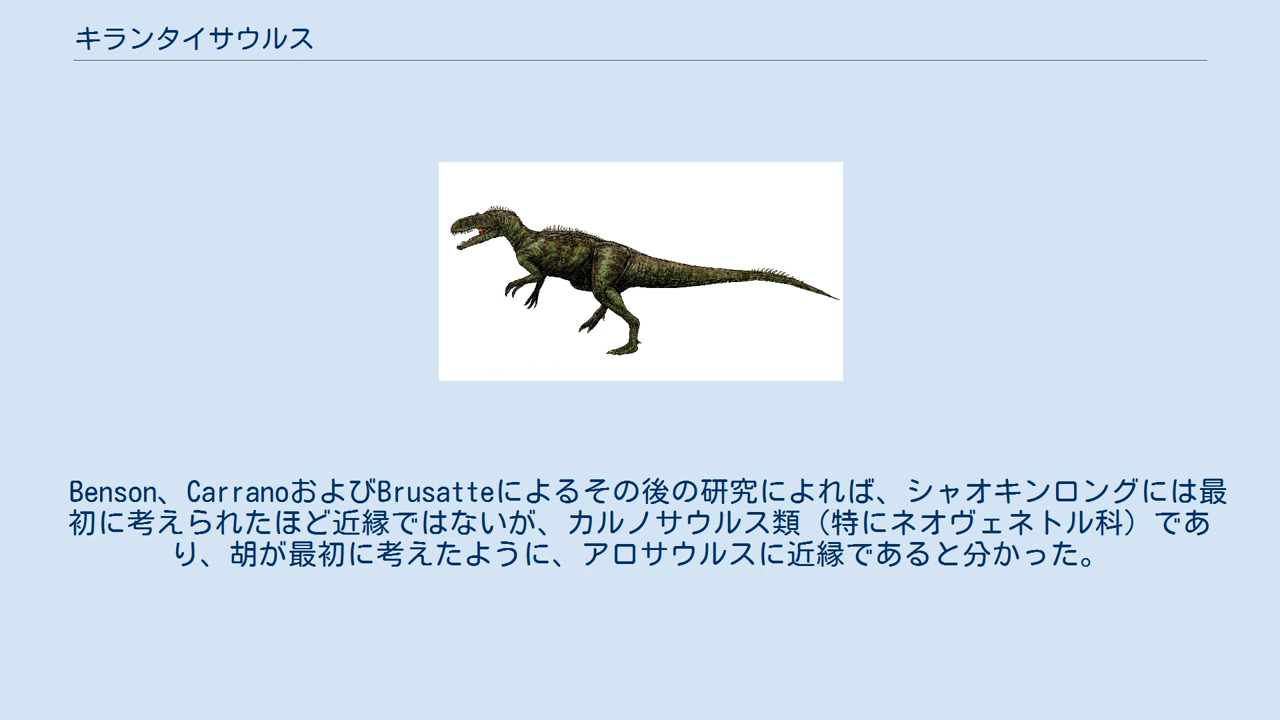 キランタイサウルス
Benson、CarranoおよびBrusatteによるその後の研究によれば、シャオキンロングには最
初に考えられたほど近縁ではないが、カルノサウルス類（特にネオヴェネトル科）であ
り、胡が最初に考えたように、アロサウルスに近縁であると分かった。